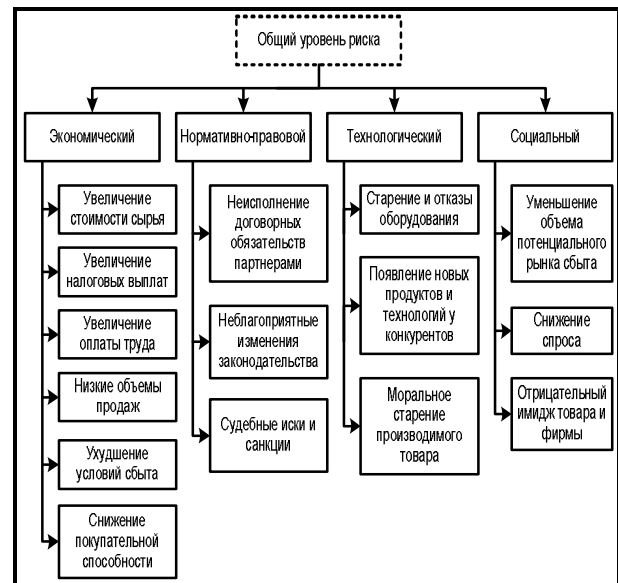 Общий уровень риска
Экономический
Увеличение
стоимости сырья
Увеличение
налоговых выплат
Увеличение
оплаты труда
Низкие объемы
продаж
Ухудшение
условий сбыта
Снижение
покупательной
способности
Нормативно-правовой
Неисполнение
договорных
обязательств
партнерами
Неблагоприятные
изменения
законодательства
Судебные иски и
санкции
Технологический
Старение и отказы
оборудования
Появление новых
продуктов и
технологий у
конкурентов
Моральное
старение
производимого
товара
Социальный
Уменьшение
объема
потенциального
рынка сбыта
Снижение
спроса
Отрицательный
имидж товара и
фирмы